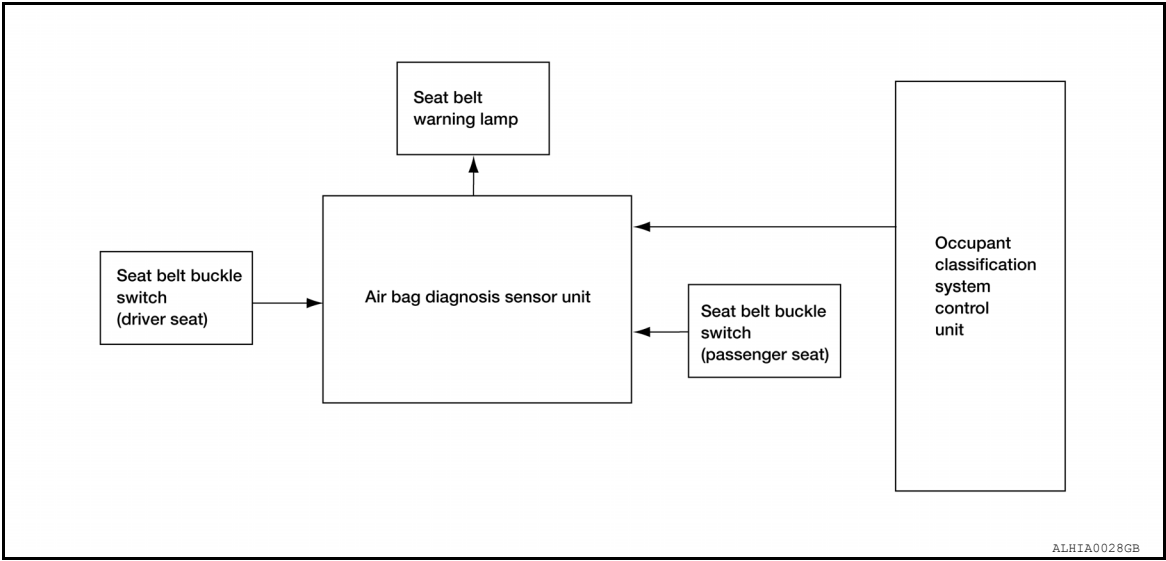 Seat belt
warning lamp
Seat belt buckle
switch
(driver seat)
Air bag diagnosis sensor unit
Seat belt buckle
switch
(passenger seat)
Occupant
classification
system
control
unit
ALHIA0028GB